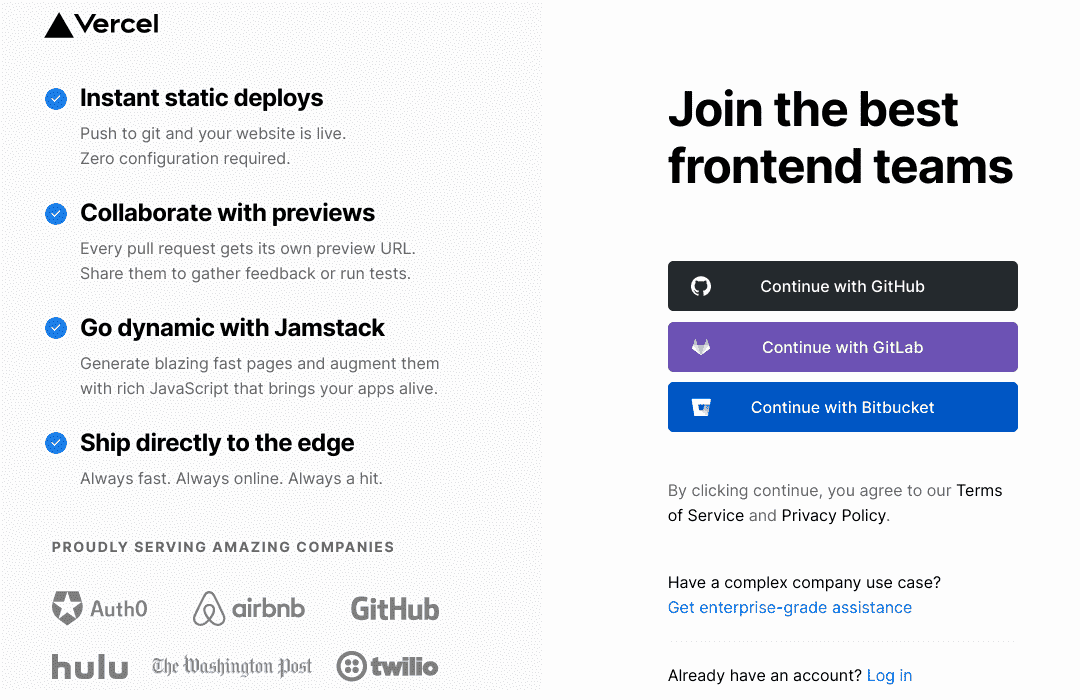 Vercel
Instant static deploys
Push to git and your website is live.
Zero configuration required.
Collaborate with previews
Every pull request gets its own preview URL.
Share them to gather feedback or run tests.
Go dynamic with Jamstack
Generate blazing fast pages and augment them
with rich JavaScript that brings your apps alive.
Ship directly to the edge
Always fast. Always online. Always a hit.
PROUDLY SERVING AMAZING COMPANIES
Auth0 airbnb GitHub
hulu The Washington Post twilio
Join the best
frontend teams
Continue with GitHub
Continue with GitLab
Continue with Bitbucket
By clicking continue, you agree to our Terms
of Service and Privacy Policy.
Have a complex company use case?
Get enterprise-grade assistance
Already have an account? Log in